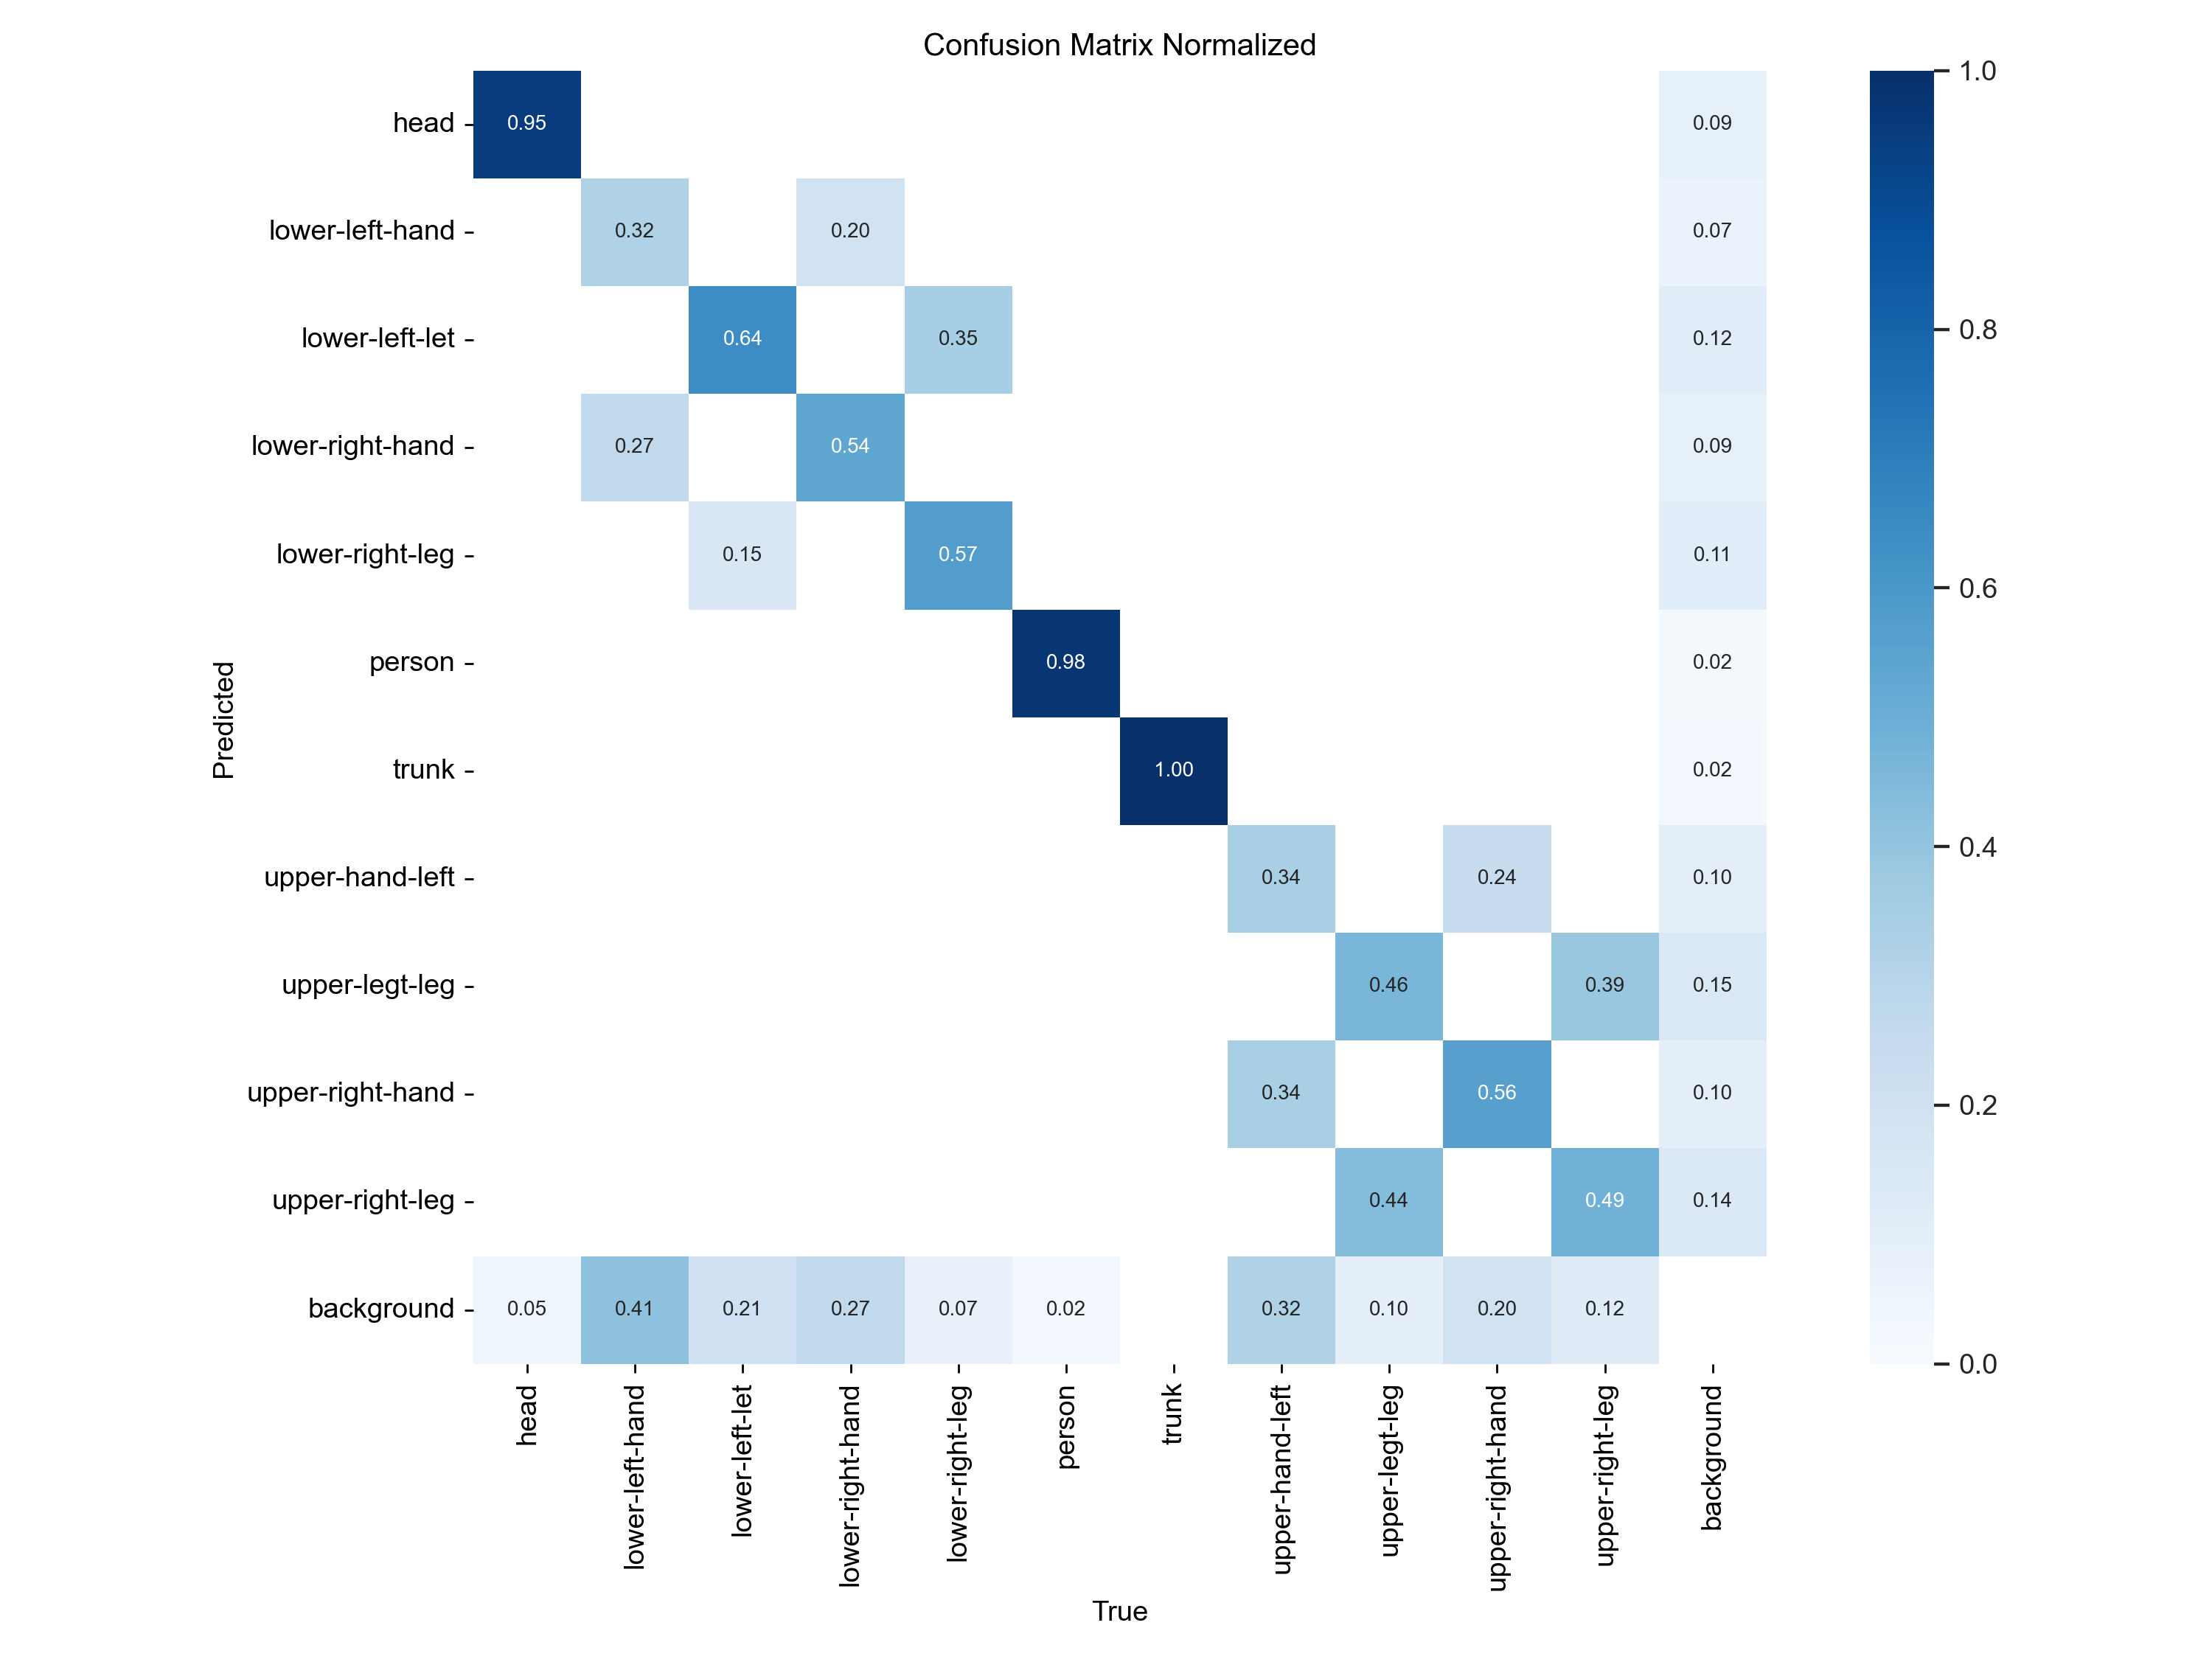 Confusion Matrix Normalized
head 0.95 0.09
lower-left-hand 0.32 0.20 0.07
lower-left-let 0.64 0.35 0.12
lower-right-hand 0.27 0.54 0.09
lower-right-leg 0.15 0.57 0.11
person 0.98 0.02
trunk 1.00 0.02
upper-hand-left 0.34 0.24 0.10
upper-legt-leg 0.46 0.39 0.15
upper-right-hand 0.34 0.56 0.10
upper-right-leg 0.44 0.49 0.14
background 0.05 0.41 0.21 0.27 0.07 0.02 0.32 0.10 0.20 0.12
Predicted
head
lower-left-hand
lower-left-let
lower-right-hand
lower-right-leg
person
trunk
upper-hand-left
upper-legt-leg
upper-right-hand
upper-right-leg
background
True
1.0
0.8
0.6
0.4
0.2
0.0